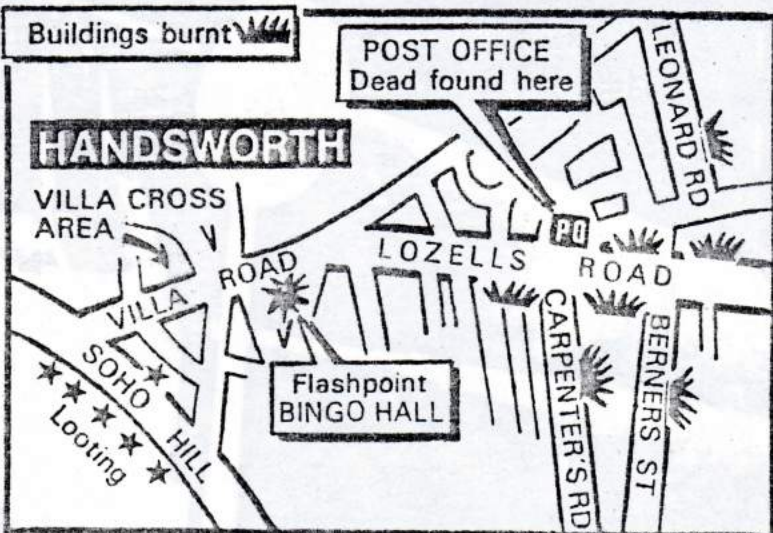 Buildings burnt
POST OFFICE
Dead found here
LEONARD RD
HANDSWORTH
VILLA CROSS
AREA
VILLA ROAD
LOZELLS ROAD
PO
SOHO HILL
Looting
Flashpoint
BINGO HALL
CARPENTER'S RD
BERNERS ST